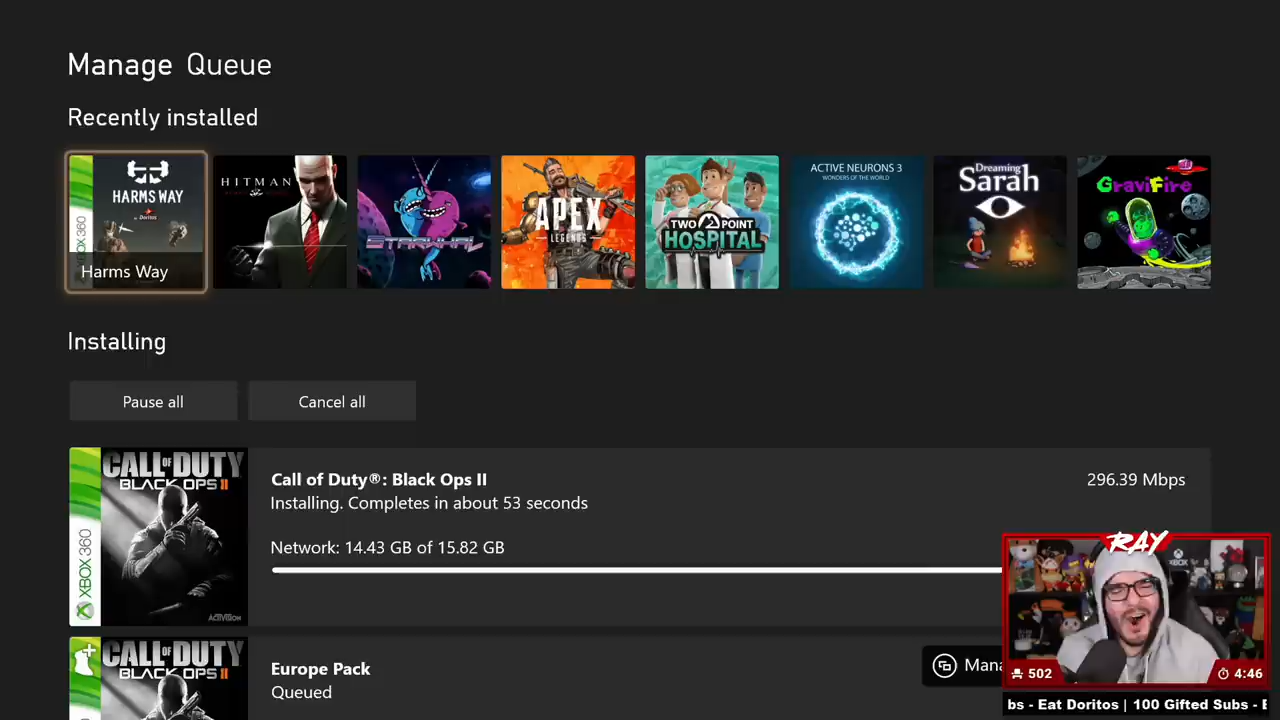 Manage Queue
Recently installed
HARMS WAY
Doritos
Harms Way
HITMAN
STARWHAL
APEX
LEGENDS
TWO POINT
HOSPITAL
ACTIVE NEURONS 3
WONDERS OF THE WORLD
Dreaming
Sarah
GraviFire
Installing
Pause all
Cancel all
CALL OF DUTY
BLACK OPS II
XBOX 360
ACTIVISION
Call of Duty®: Black Ops II
296.39 Mbps
Installing. Completes in about 53 seconds
Network: 14.43 GB of 15.82 GB
RAY
XBOX
CALL OF DUTY
BLACK OPS II
Europe Pack
Queued
Mana
502
4:46
bs - Eat Doritos | 100 Gifted Subs - E